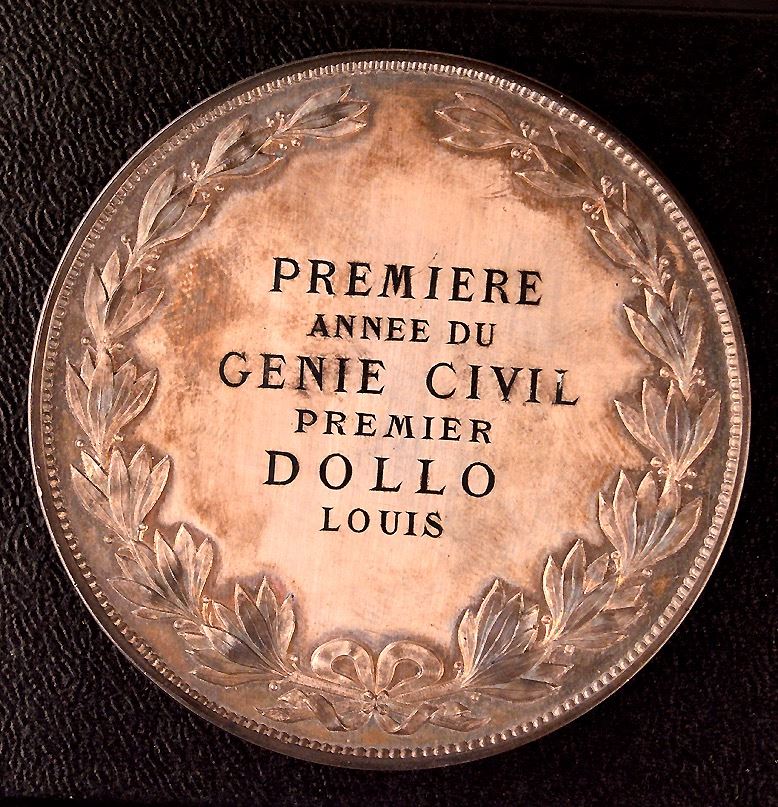 PREMIERE
ANNEE DU
GENIE CIVIL
PREMIER
DOLLO
LOUIS